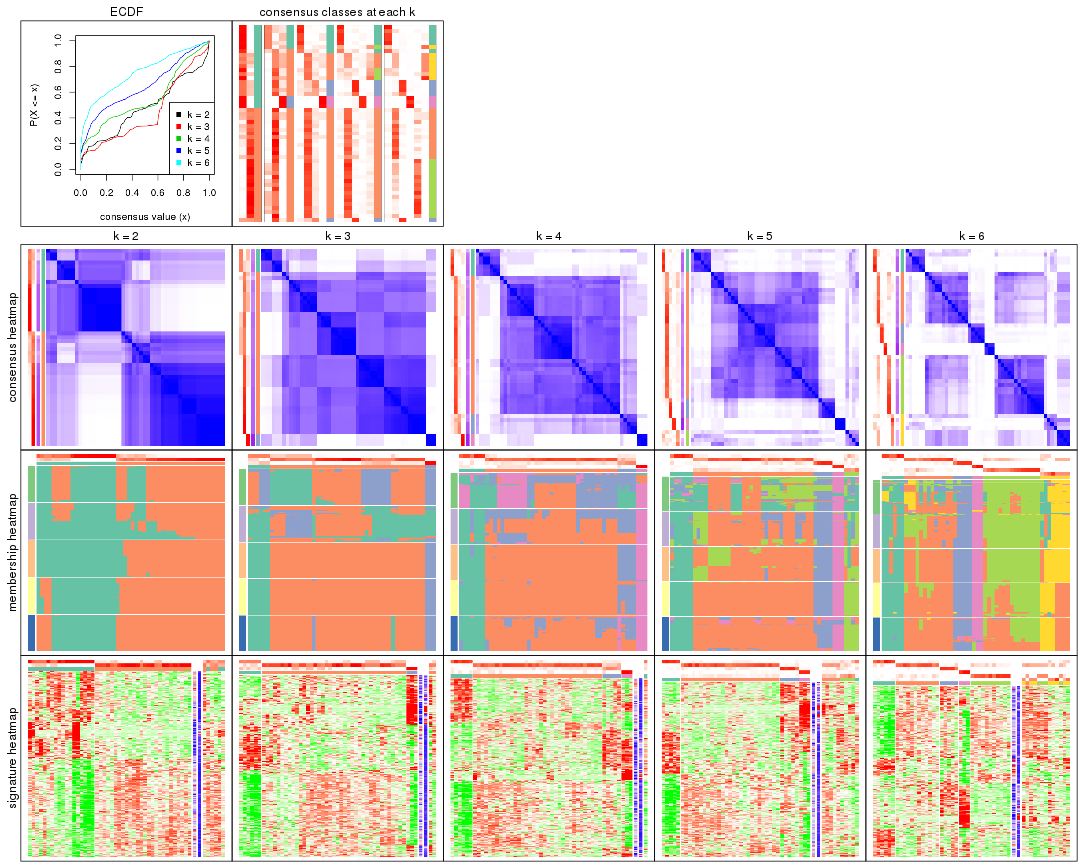 ECDF
consensus classes at each k
P(X <= x)
0.0 0.2 0.4 0.6 0.8 1.0
k = 2
k = 3
k = 4
k = 5
k = 6
0.0 0.2 0.4 0.6 0.8 1.0
consensus value (x)
k = 2
k = 3
k = 4
k = 5
k = 6
consensus heatmap
membership heatmap
signature heatmap